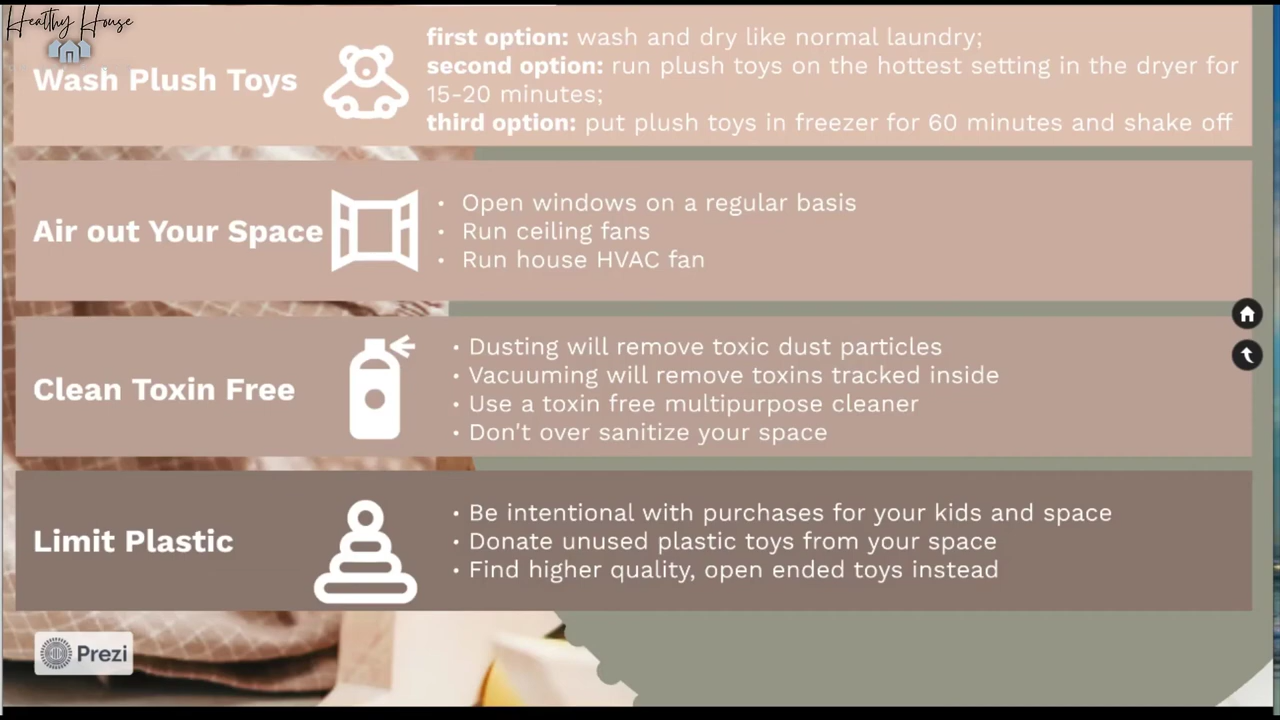 Healthy House
Wash Plush Toys
first option: wash and dry like normal laundry;
second option: run plush toys on the hottest setting in the dryer for
15-20 minutes;
third option: put plush toys in freezer for 60 minutes and shake off
Air out Your Space
• Open windows on a regular basis
• Run ceiling fans
• Run house HVAC fan
Clean Toxin Free
• Dusting will remove toxic dust particles
• Vacuuming will remove toxins tracked inside
• Use a toxin free multipurpose cleaner
• Don't over sanitize your space
Limit Plastic
• Be intentional with purchases for your kids and space
• Donate unused plastic toys from your space
• Find higher quality, open ended toys instead
Prezi